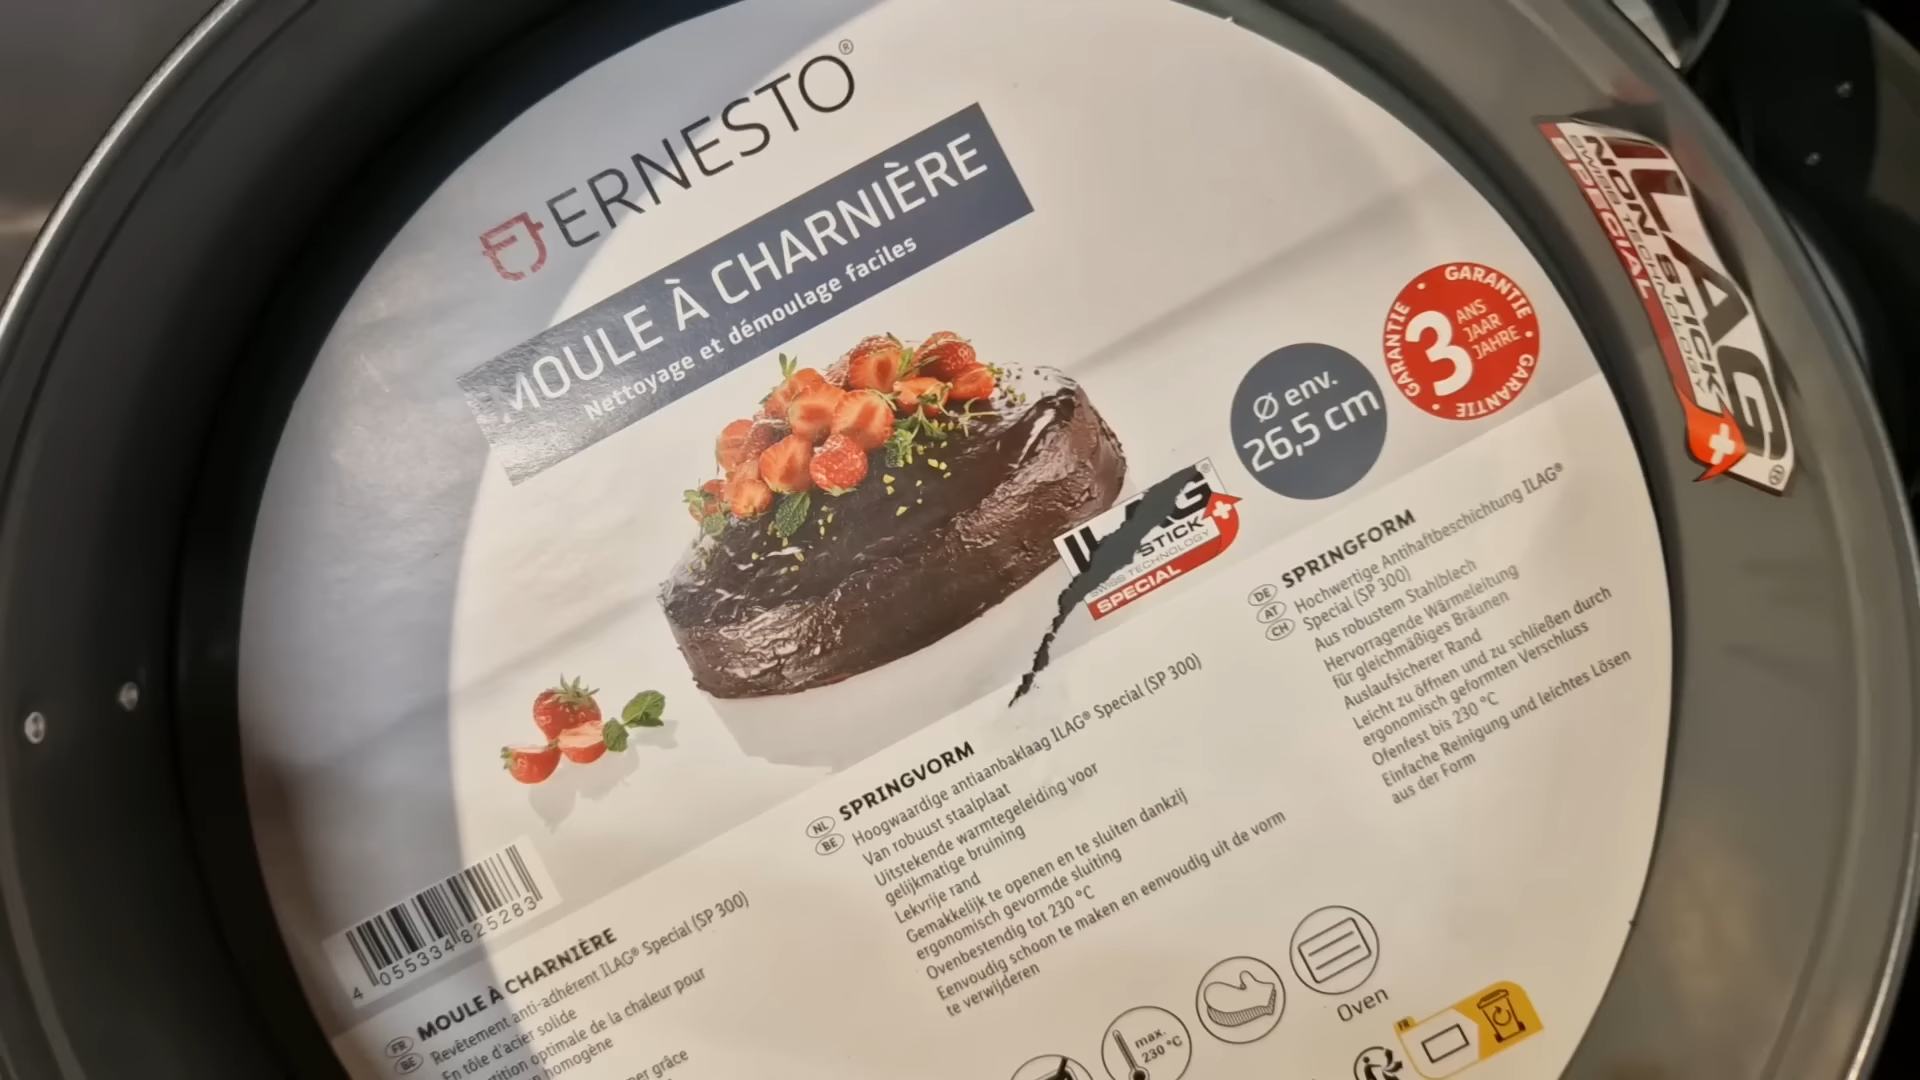 ERNESTO®
MOULE À CHARNIÈRE
Nettoyage et démoulage faciles
GARANTIE • GARANTIE • GARANTIE •
3 ANS
JAAR
JAHRE
Ø env.
26,5 cm
ILAG®
STICK
SWISS TECHNOLOGY
SPECIAL
ILAG®
NON STICK
SWISS TECHNOLOGY
SPECIAL
DE AT CH
SPRINGFORM
Hochwertige Antihaftbeschichtung ILAG®
Special (SP 300)
Aus robustem Stahlblech
Hervorragende Wärmeleitung
für gleichmäßiges Bräunen
Auslaufsicherer Rand
Leicht zu öffnen und zu schließen durch
ergonomisch geformten Verschluss
Ofenfest bis 230 °C
Einfache Reinigung und leichtes Lösen
aus der Form
NL BE
SPRINGVORM
Hoogwaardige antiaanbaklaag ILAG® Special (SP 300)
Van robuust staalplaat
Uitstekende warmtegeleiding voor
gelijkmatige bruining
Lekvrije rand
Gemakkelijk te openen en te sluiten dankzij
ergonomisch gevormde sluiting
Ovenbestendig tot 230 °C
Eenvoudig schoon te maken en eenvoudig uit de vorm
te verwijderen
4 055334 825283
FR BE
MOULE À CHARNIÈRE
Revêtement anti-adhérent ILAG® Special (SP 300)
En tôle d'acier solide
optimale de la chaleur pour
homogène
grâce
max.
230 °C
Oven
FR